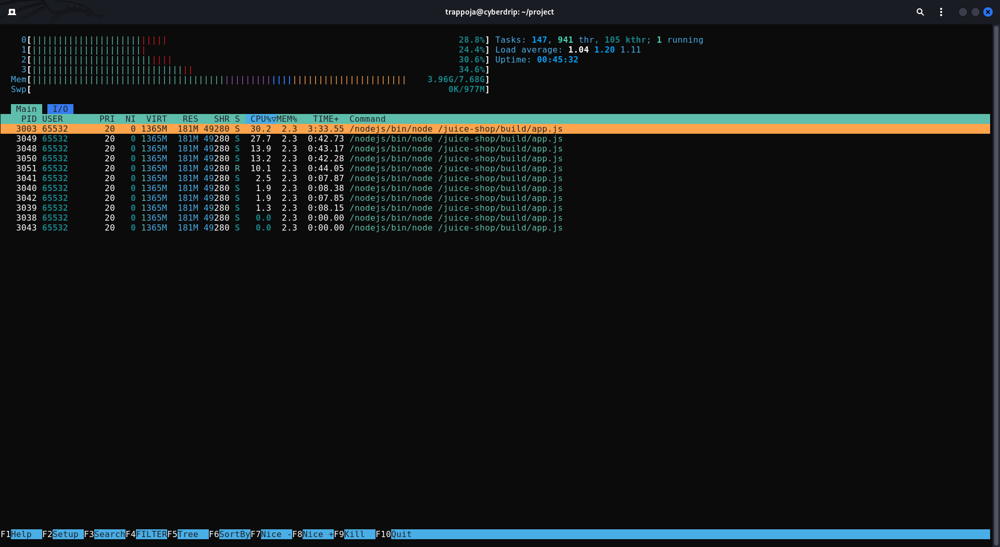 trappoja@cyberdrip: ~/project
0[|||||||||||||||||||||||||| 28.8%] Tasks: 147, 941 thr, 105 kthr; 1 running
1[|||||||||||||||||||||| 24.4%] Load average: 1.04 1.20 1.11
2[||||||||||||||||||||||||||| 30.6%] Uptime: 00:45:32
3[||||||||||||||||||||||||||||||| 34.6%]
Mem[|||||||||||||||||||||||||||||||||||||||||||||||||||||||||||||||||||||||| 3.96G/7.68G]
Swp[ 0K/977M]
Main I/O
PID USER PRI NI VIRT RES SHR S CPU%▽MEM% TIME+ Command
3003 65532 20 0 1365M 181M 49280 S 30.2 2.3 3:33.55 /nodejs/bin/node /juice-shop/build/app.js
3049 65532 20 0 1365M 181M 49280 S 27.7 2.3 0:42.73 /nodejs/bin/node /juice-shop/build/app.js
3048 65532 20 0 1365M 181M 49280 S 13.9 2.3 0:43.17 /nodejs/bin/node /juice-shop/build/app.js
3050 65532 20 0 1365M 181M 49280 S 13.2 2.3 0:42.28 /nodejs/bin/node /juice-shop/build/app.js
3051 65532 20 0 1365M 181M 49280 R 10.1 2.3 0:44.05 /nodejs/bin/node /juice-shop/build/app.js
3041 65532 20 0 1365M 181M 49280 S 2.5 2.3 0:07.87 /nodejs/bin/node /juice-shop/build/app.js
3040 65532 20 0 1365M 181M 49280 S 1.9 2.3 0:08.38 /nodejs/bin/node /juice-shop/build/app.js
3042 65532 20 0 1365M 181M 49280 S 1.9 2.3 0:07.85 /nodejs/bin/node /juice-shop/build/app.js
3039 65532 20 0 1365M 181M 49280 S 1.3 2.3 0:08.15 /nodejs/bin/node /juice-shop/build/app.js
3038 65532 20 0 1365M 181M 49280 S 0.0 2.3 0:00.00 /nodejs/bin/node /juice-shop/build/app.js
3043 65532 20 0 1365M 181M 49280 S 0.0 2.3 0:00.00 /nodejs/bin/node /juice-shop/build/app.js
F1Help F2Setup F3SearchF4FILTERF5Tree F6SortByF7Nice -F8Nice +F9Kill F10Quit